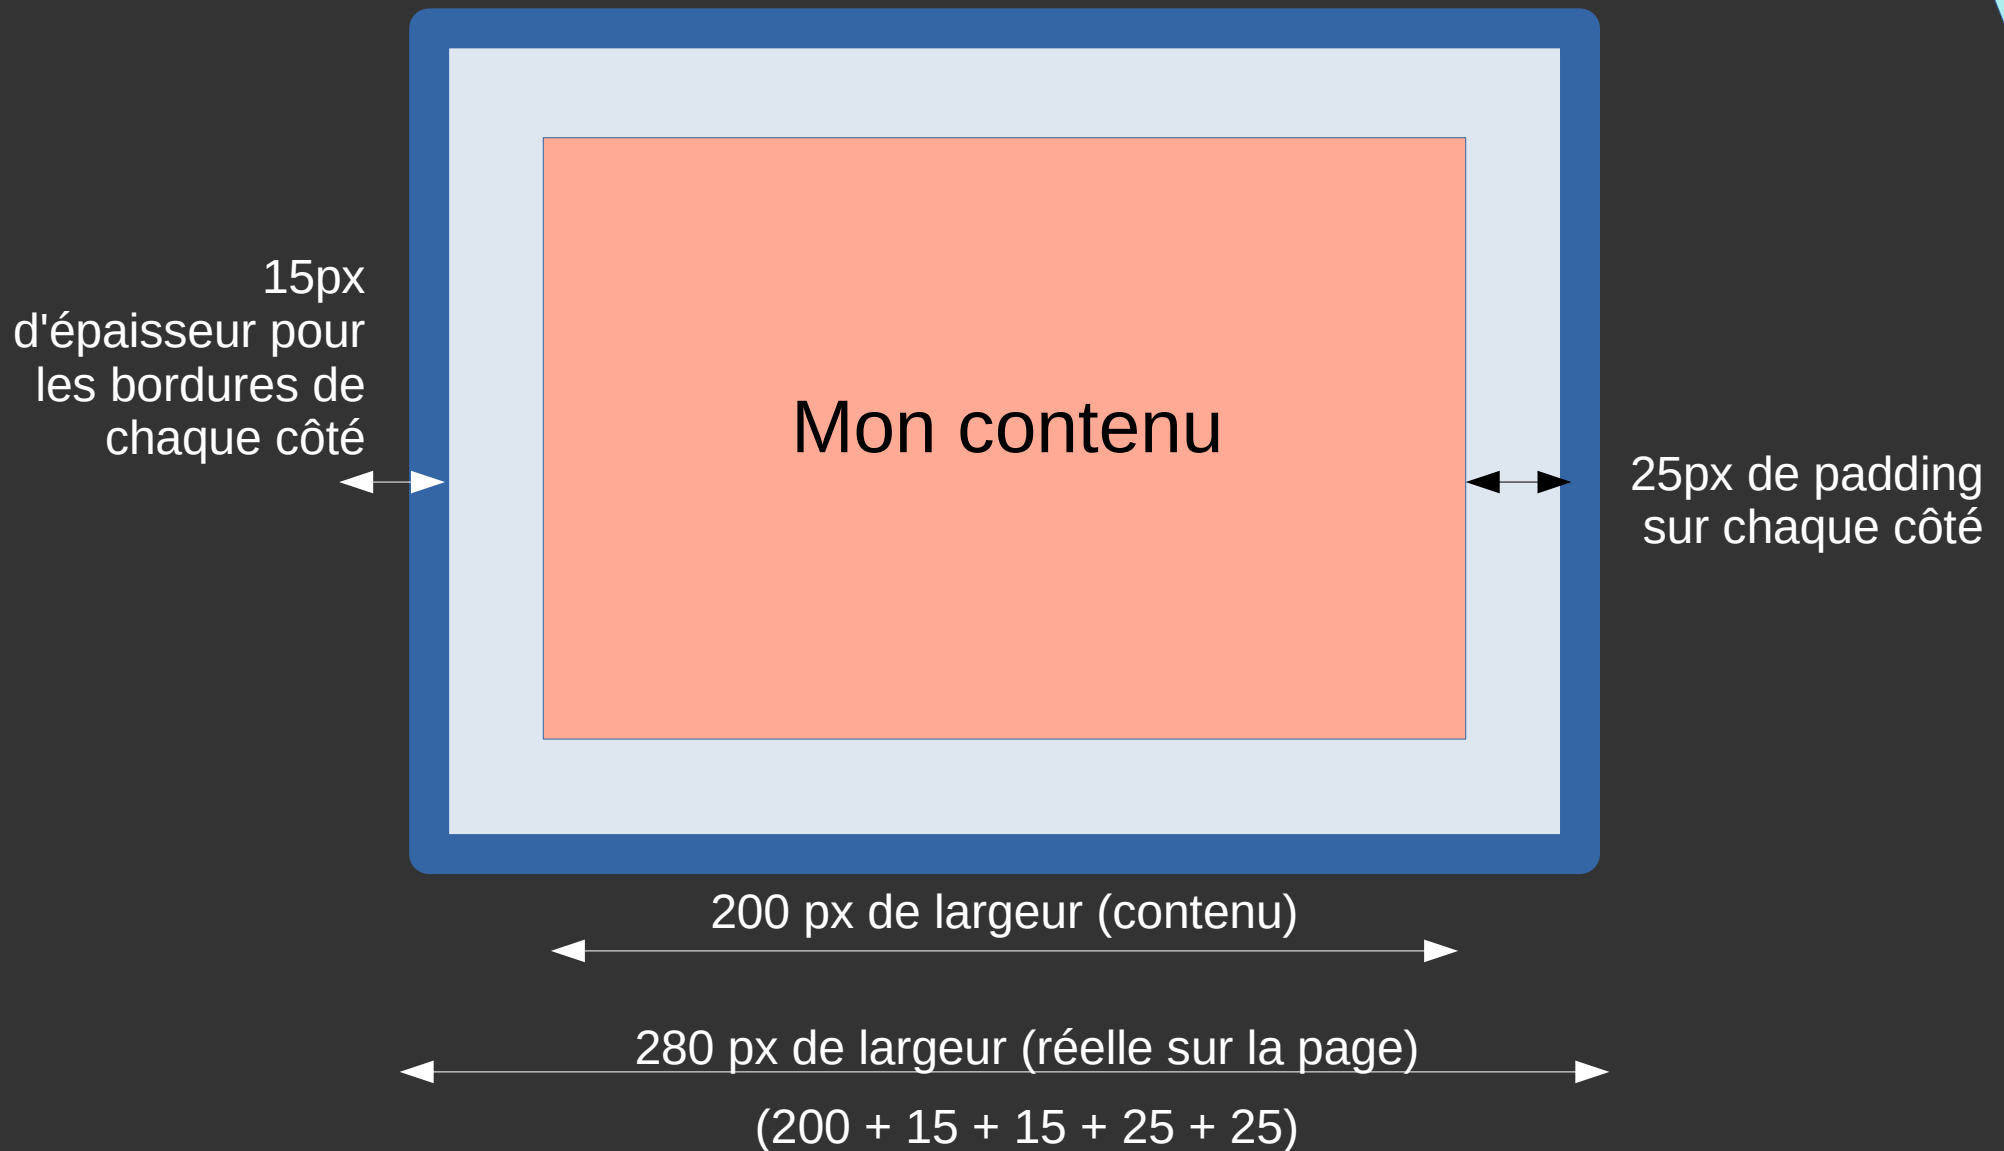 15px
d'épaisseur pour
les bordures de
chaque côté
Mon contenu
25px de padding
sur chaque côté
200 px de largeur (contenu)
280 px de largeur (réelle sur la page)
(200 + 15 + 15 + 25 + 25)